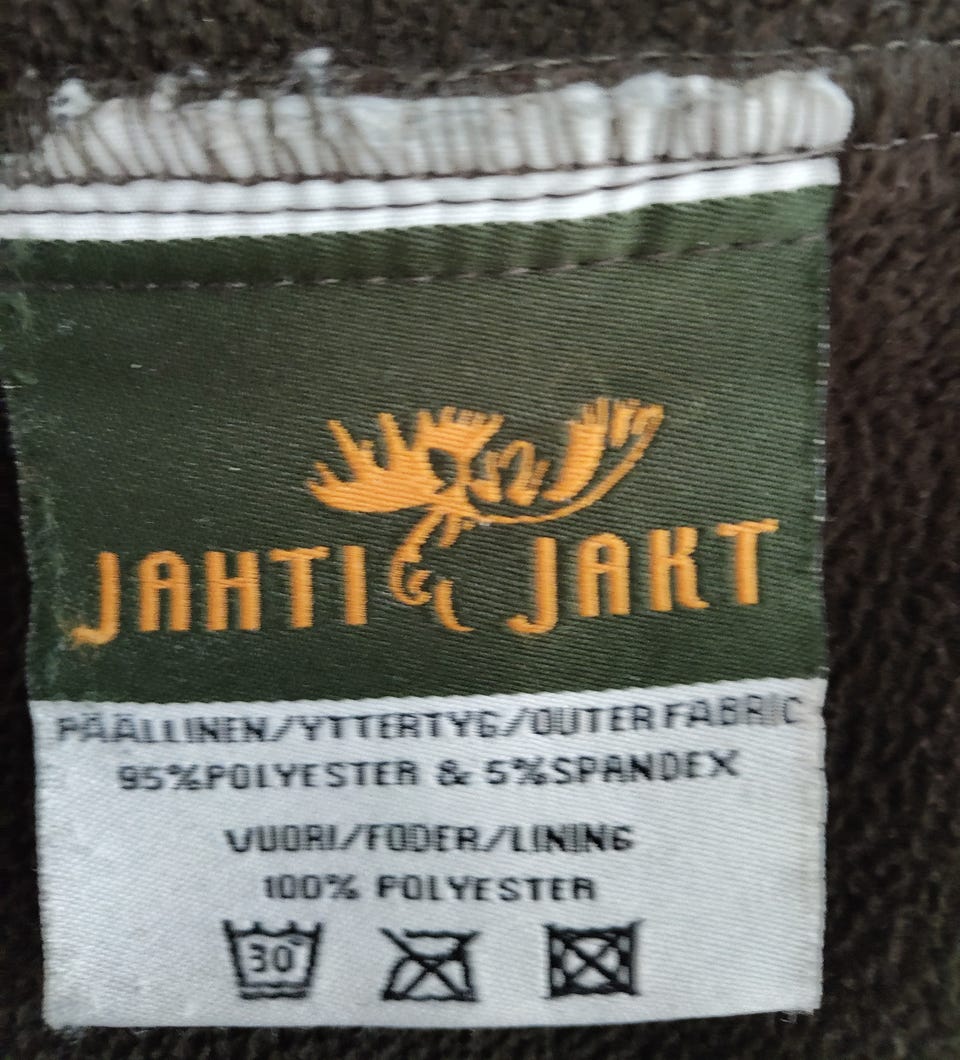 JAHTI JAKT
PÄÄLLINEN/YTTERTYG/OUTER FABRIC
95%POLYESTER & 5%SPANDEX
VUORI/FODER/LINING
100% POLYESTER
30°